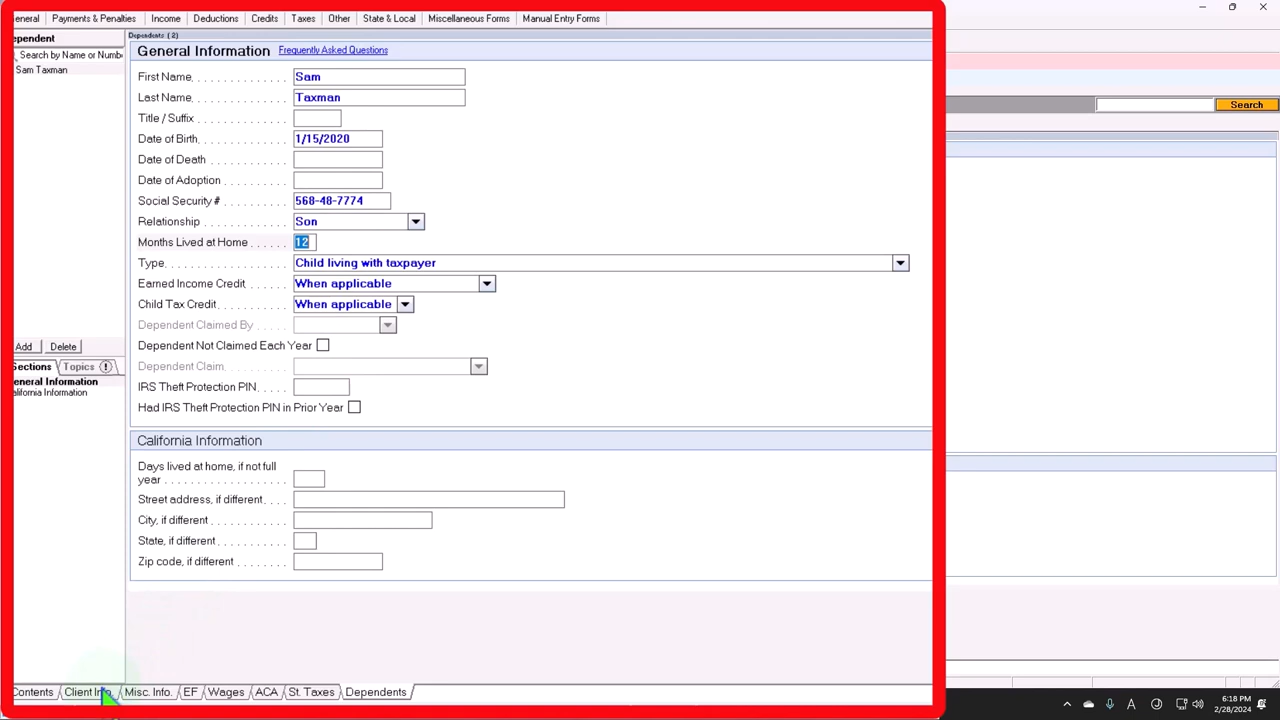 eneral Payments & Penalties Income Deductions Credits Taxes Other State & Local Miscellaneous Forms Manual Entry Forms
ependent
Dependents (2)
Search by Name or Numb
Sam Taxman
General Information Frequently Asked Questions
First Name Sam
Last Name Taxman
Title / Suffix
Date of Birth 1/15/2020
Date of Death
Date of Adoption
Social Security # 568-48-7774
Relationship Son
Months Lived at Home 12
Type Child living with taxpayer
Earned Income Credit When applicable
Child Tax Credit When applicable
Dependent Claimed By
Dependent Not Claimed Each Year
Dependent Claim
IRS Theft Protection PIN
Had IRS Theft Protection PIN in Prior Year
Add Delete
ections Topics
eneral Information
alifornia Information
California Information
Days lived at home, if not full
year
Street address, if different
City, if different
State, if different
Zip code, if different
Contents Client Info. Misc. Info. EF Wages ACA St. Taxes Dependents
Search
6:18 PM
2/28/2024